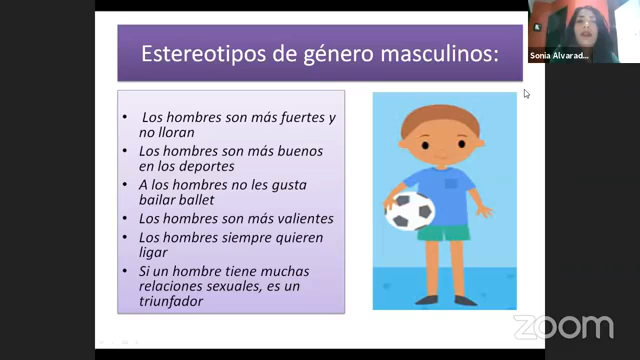 Estereotipos de género masculinos:
Sonia Alvarad...
• Los hombres son más fuertes y
no lloran
• Los hombres son más buenos
en los deportes
• A los hombres no les gusta
bailar ballet
• Los hombres son más valientes
• Los hombres siempre quieren
ligar
• Si un hombre tiene muchas
relaciones sexuales, es un
triunfador
zoom